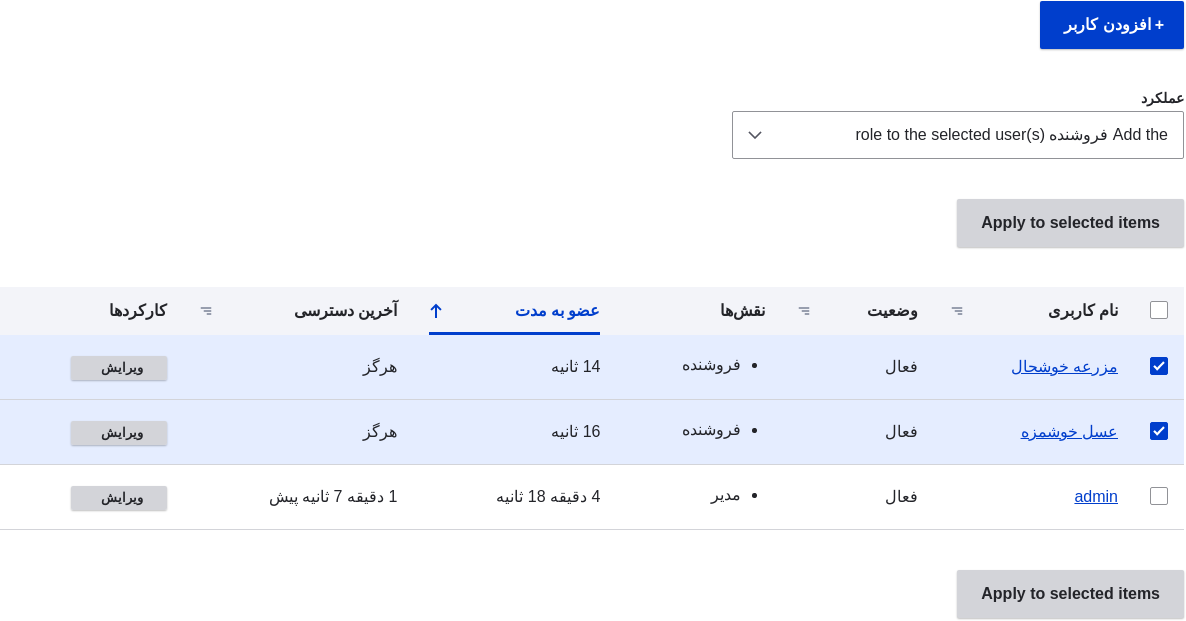 + افزودن کاربر
عملکرد
Add the فروشنده role to the selected user(s)
Apply to selected items
نام کاربری وضعیت نقش‌ها عضو به مدت آخرین دسترسی کارکردها
مزرعه خوشحال فعال • فروشنده 14 ثانیه هرگز ویرایش
عسل خوشمزه فعال • فروشنده 16 ثانیه هرگز ویرایش
admin فعال • مدیر 4 دقیقه 18 ثانیه 1 دقیقه 7 ثانیه پیش ویرایش
Apply to selected items